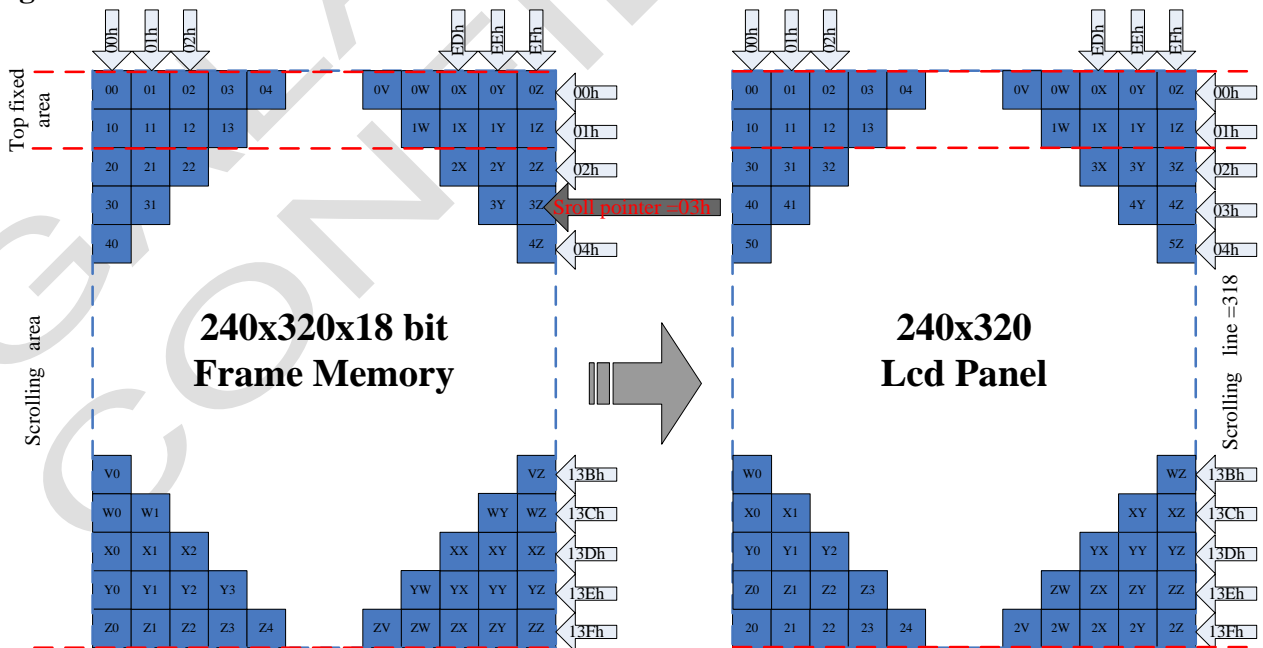 00h 01h 02h EDh EEh EFh 00h 01h 02h EDh EEh EFh
Top fixed
area
00 01 02 03 04 0V 0W 0X 0Y 0Z 00h
10 11 12 13 1W 1X 1Y 1Z 01h
20 21 22 2X 2Y 2Z 02h
30 31 3Y 3Z
40 4Z 04h
Sroll pointer =03h
00 01 02 03 04 0V 0W 0X 0Y 0Z 00h
10 11 12 13 1W 1X 1Y 1Z 01h
30 31 32 3X 3Y 3Z 02h
40 41 4Y 4Z 03h
50 5Z 04h
Scrolling area
240x320x18 bit
Frame Memory
240x320
Lcd Panel
Scrolling line =318
V0 VZ 13Bh
W0 W1 WY WZ 13Ch
X0 X1 X2 XX XY XZ 13Dh
Y0 Y1 Y2 Y3 YW YX YY YZ 13Eh
Z0 Z1 Z2 Z3 Z4 ZV ZW ZX ZY ZZ 13Fh
W0 WZ 13Bh
X0 X1 XY XZ 13Ch
Y0 Y1 Y2 YX YY YZ 13Dh
Z0 Z1 Z2 Z3 ZW ZX ZY ZZ 13Eh
20 21 22 23 24 2V 2W 2X 2Y 2Z 13Fh